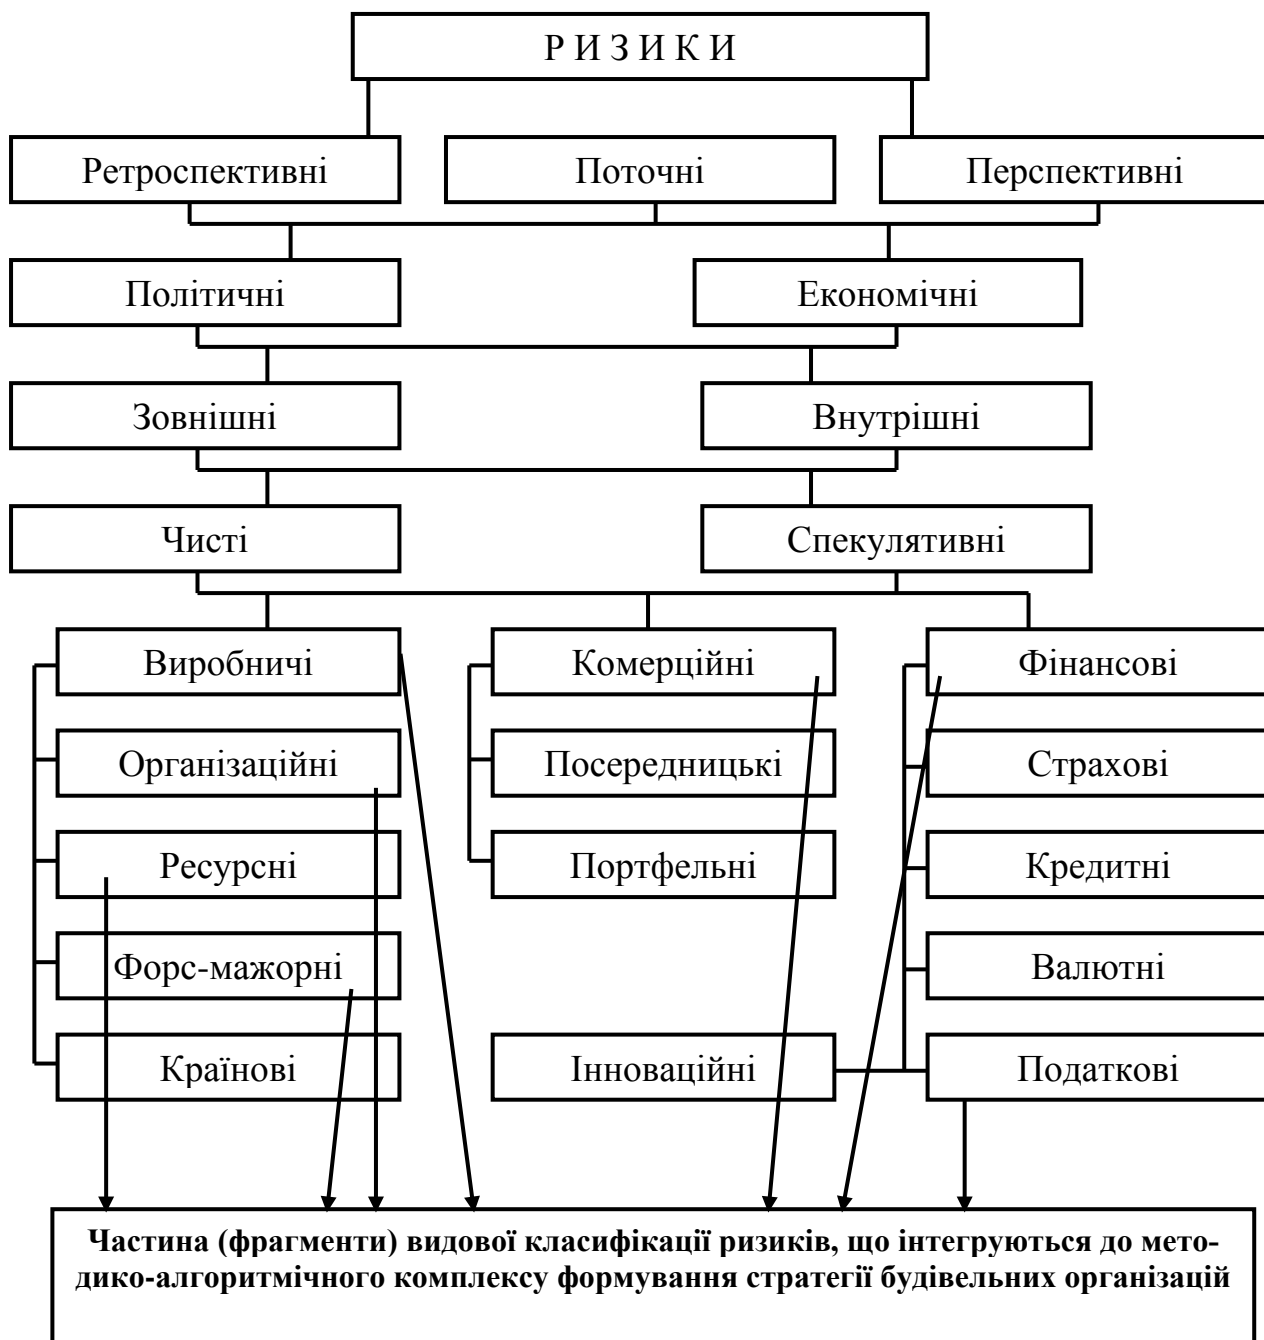 Р И З И К И
Ретроспективні
Поточні
Перспективні
Політичні
Економічні
Зовнішні
Внутрішні
Чисті
Спекулятивні
Виробничі
Комерційні
Фінансові
Організаційні
Посередницькі
Страхові
Ресурсні
Портфельні
Кредитні
Форс-мажорні
Валютні
Країнові
Інноваційні
Податкові
Частина (фрагменти) видової класифікації ризиків, що інтегруються до мето-
дико-алгоритмічного комплексу формування стратегії будівельних організацій